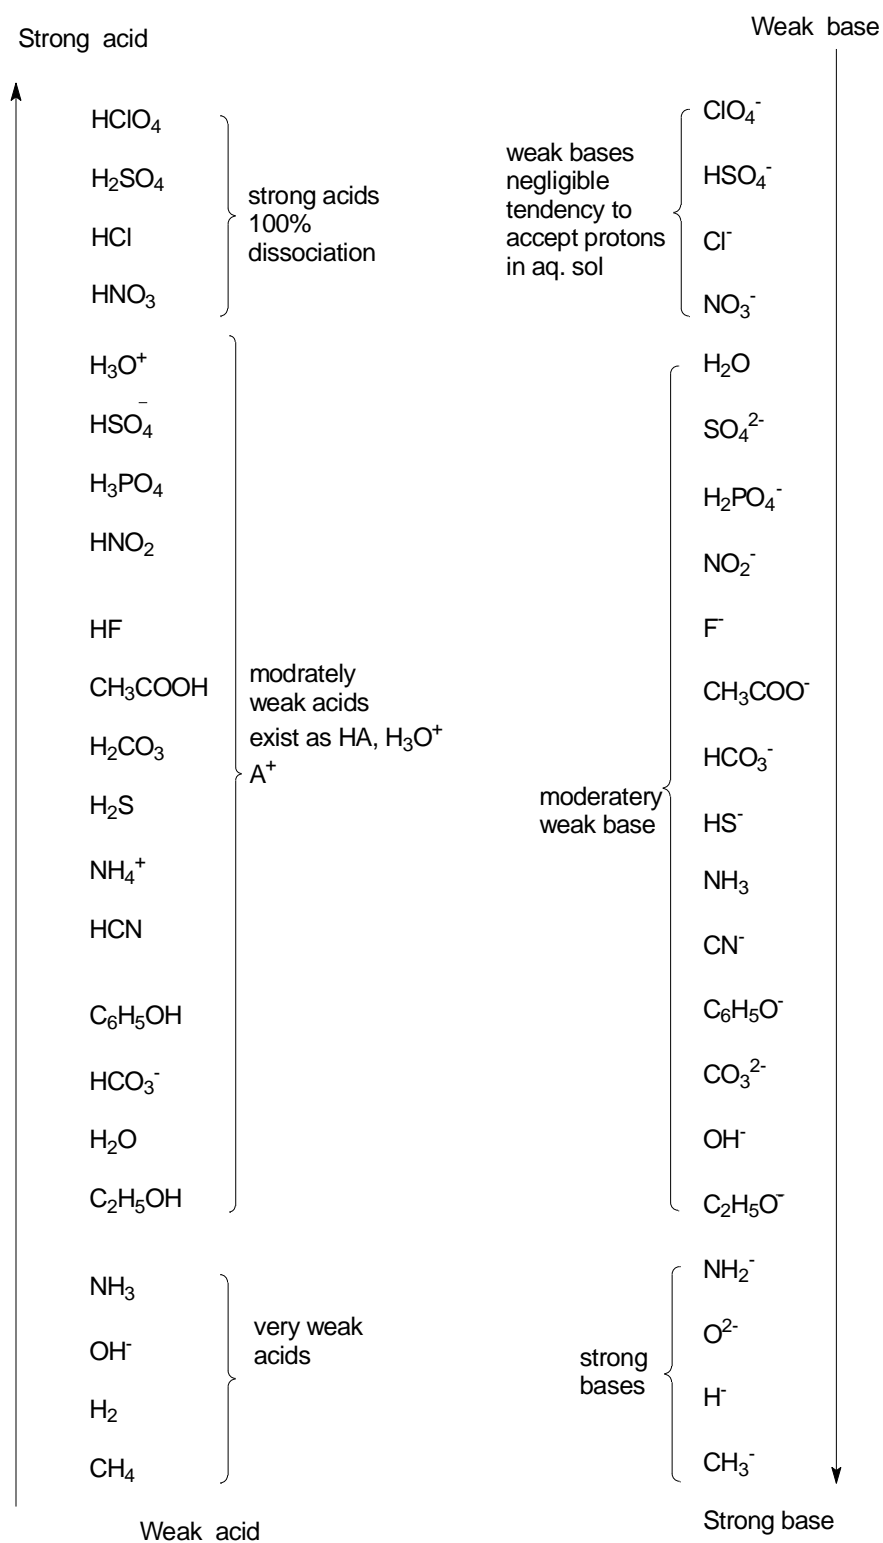 Strong acid
Weak base
HClO₄
H₂SO₄
HCl
HNO₃
strong acids
100%
dissociation
H₃O⁺
HSO₄⁻
H₃PO₄
HNO₂
HF
CH₃COOH
H₂CO₃
H₂S
NH₄⁺
HCN
C₆H₅OH
HCO₃⁻
H₂O
C₂H₅OH
modrately
weak acids
exist as HA, H₃O⁺
A⁺
NH₃
OH⁻
H₂
CH₄
very weak
acids
Weak acid
weak bases
negligible
tendency to
accept protons
in aq. sol
ClO₄⁻
HSO₄⁻
Cl⁻
NO₃⁻
moderatery
weak base
H₂O
SO₄²⁻
H₂PO₄⁻
NO₂⁻
F⁻
CH₃COO⁻
HCO₃⁻
HS⁻
NH₃
CN⁻
C₆H₅O⁻
CO₃²⁻
OH⁻
C₂H₅O⁻
strong
bases
NH₂⁻
O²⁻
H⁻
CH₃⁻
Strong base